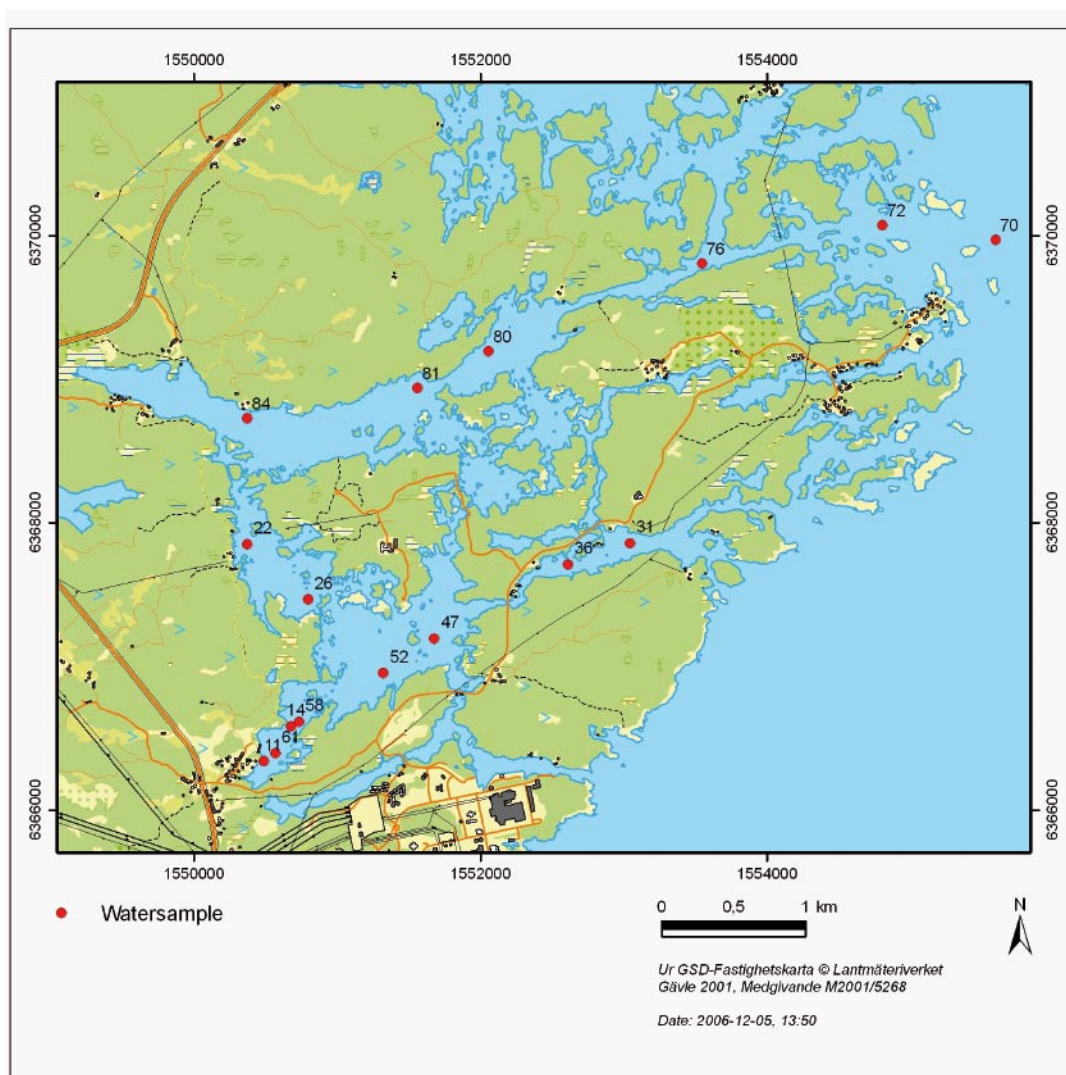 1550000 1552000 1554000
72
70
6370000 6370000
76
80
81
84
6368000 6368000
22
31
36
26
47
52
14 58
11 61
6366000 6366000
1550000 1552000 1554000
Watersample
0 0,5 1 km
N
Ur GSD-Fastighetskarta © Lantmäteriverket
Gävle 2001, Medgivande M2001/5268
Date: 2006-12-05, 13:50